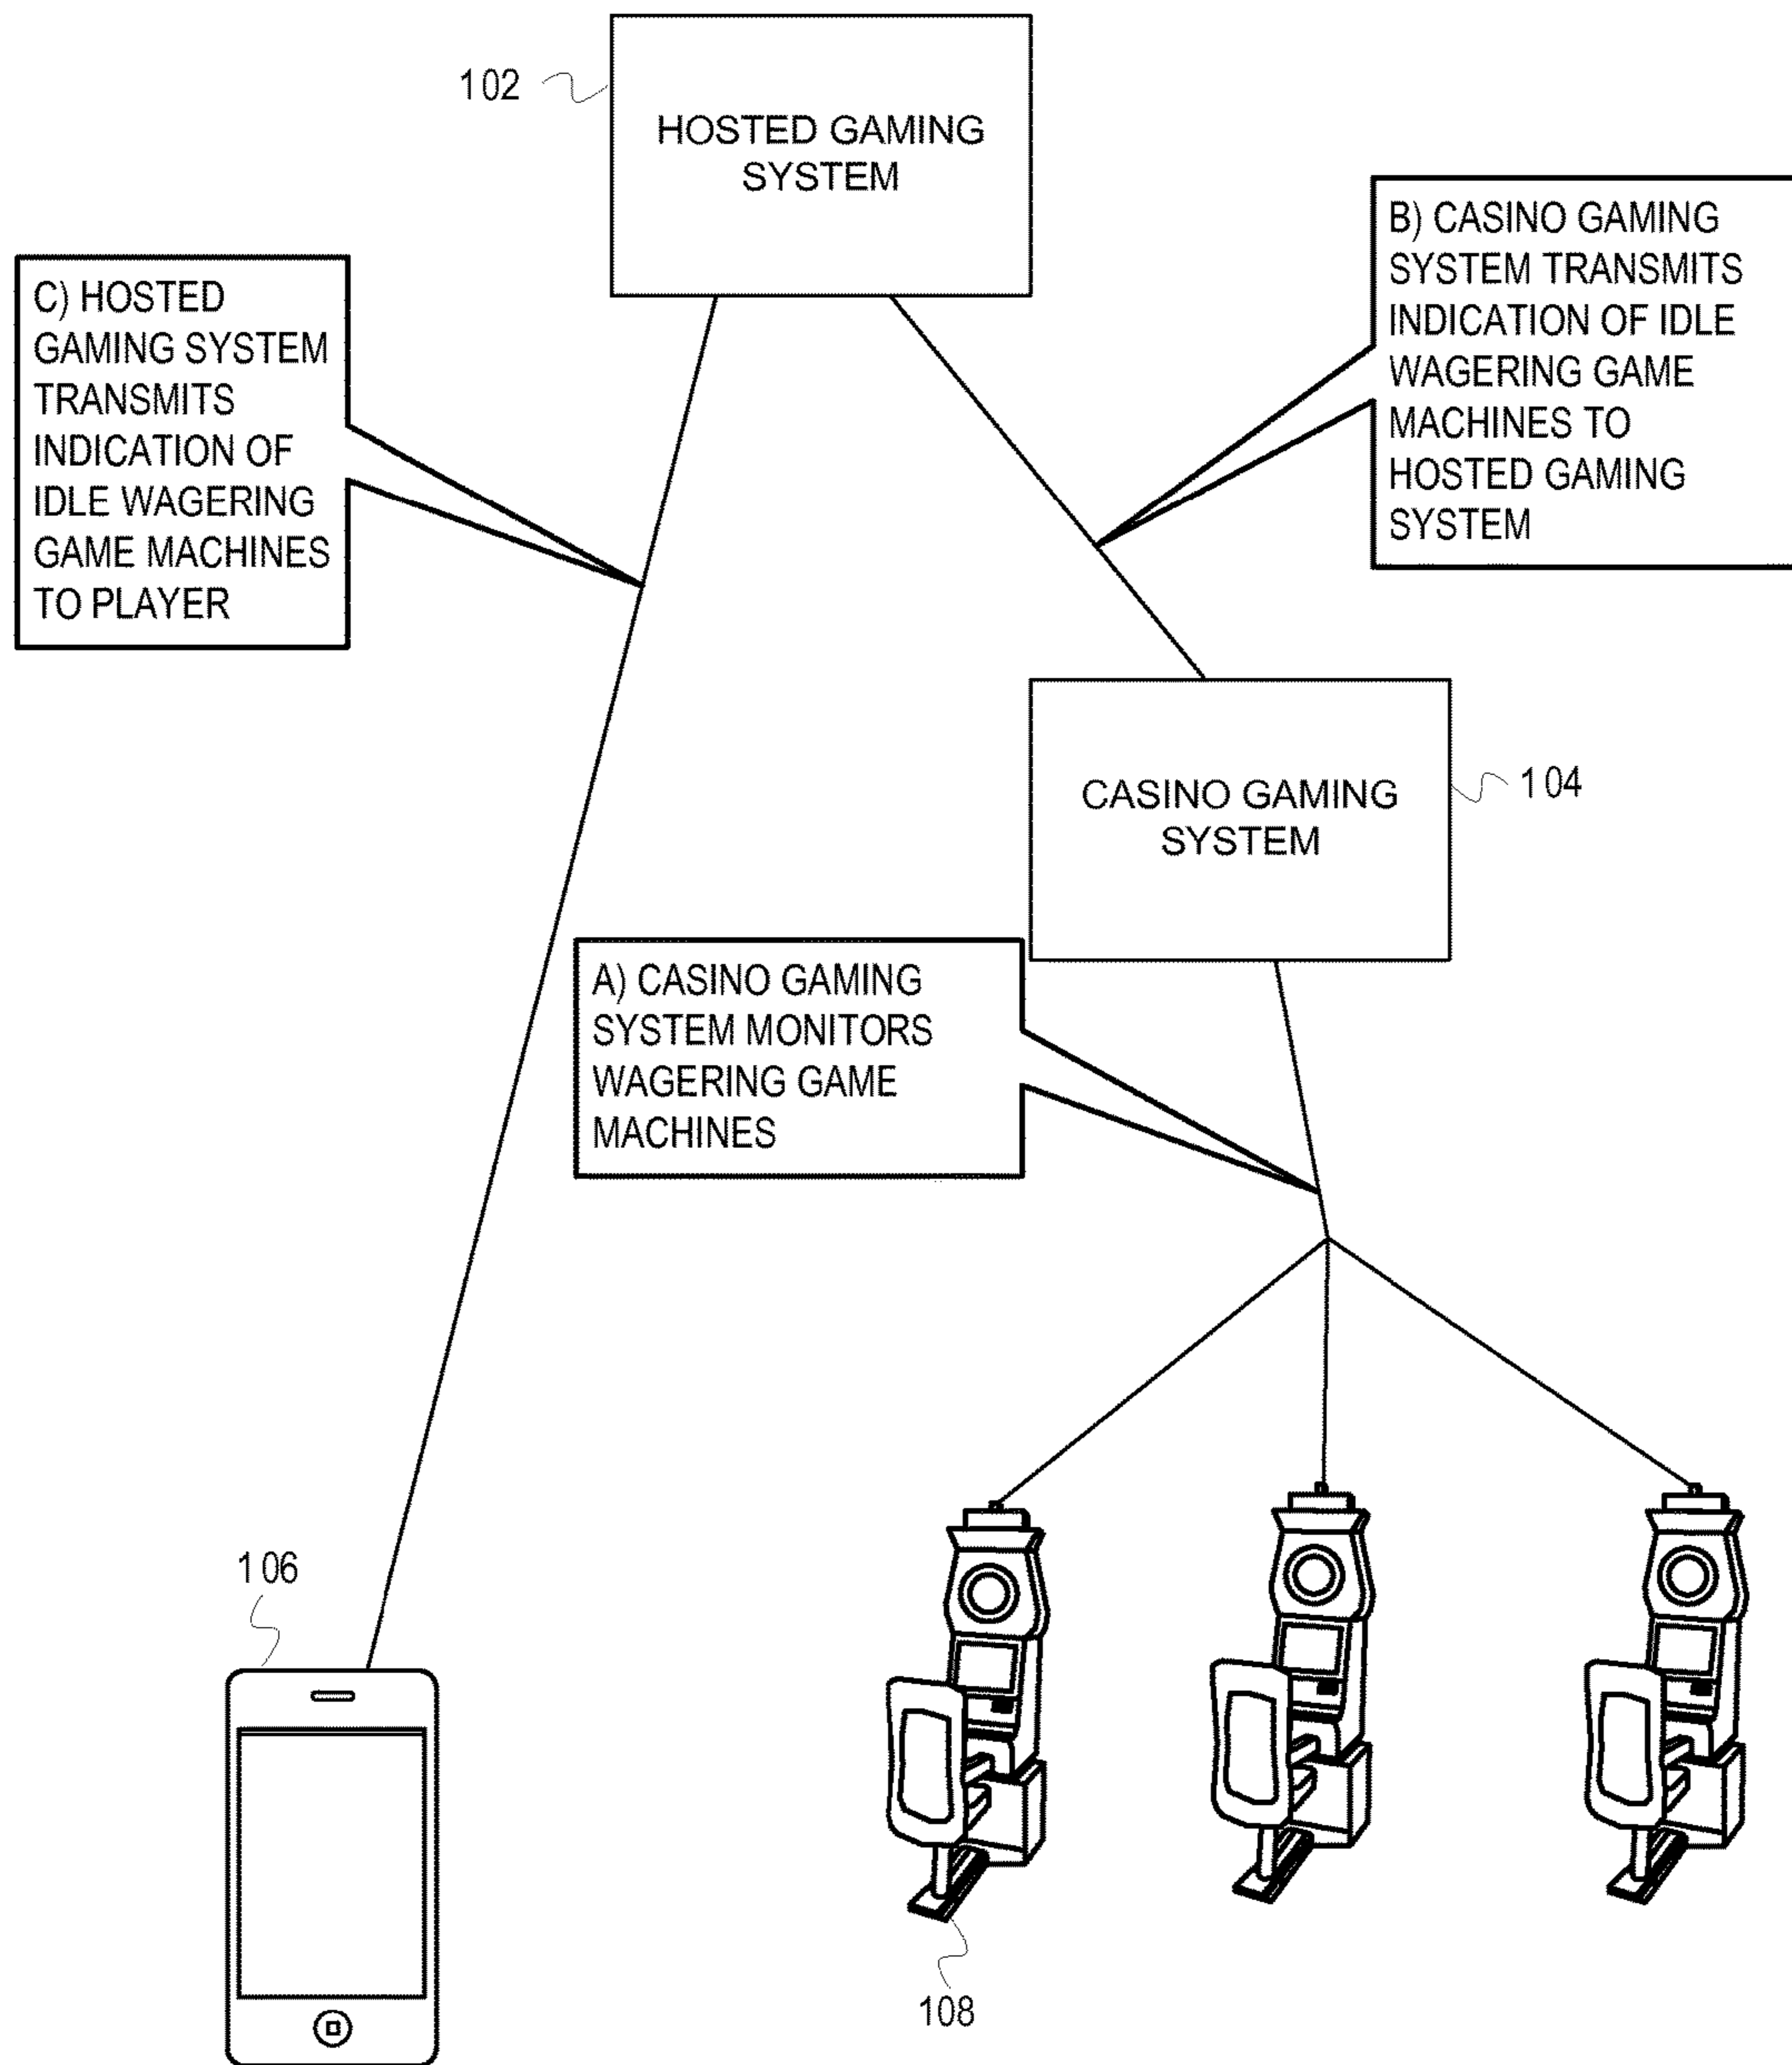 102
HOSTED GAMING
SYSTEM
B) CASINO GAMING
SYSTEM TRANSMITS
INDICATION OF IDLE
WAGERING GAME
MACHINES TO
HOSTED GAMING
SYSTEM
C) HOSTED
GAMING SYSTEM
TRANSMITS
INDICATION OF
IDLE WAGERING
GAME MACHINES
TO PLAYER
CASINO GAMING
SYSTEM
104
A) CASINO GAMING
SYSTEM MONITORS
WAGERING GAME
MACHINES
106
108